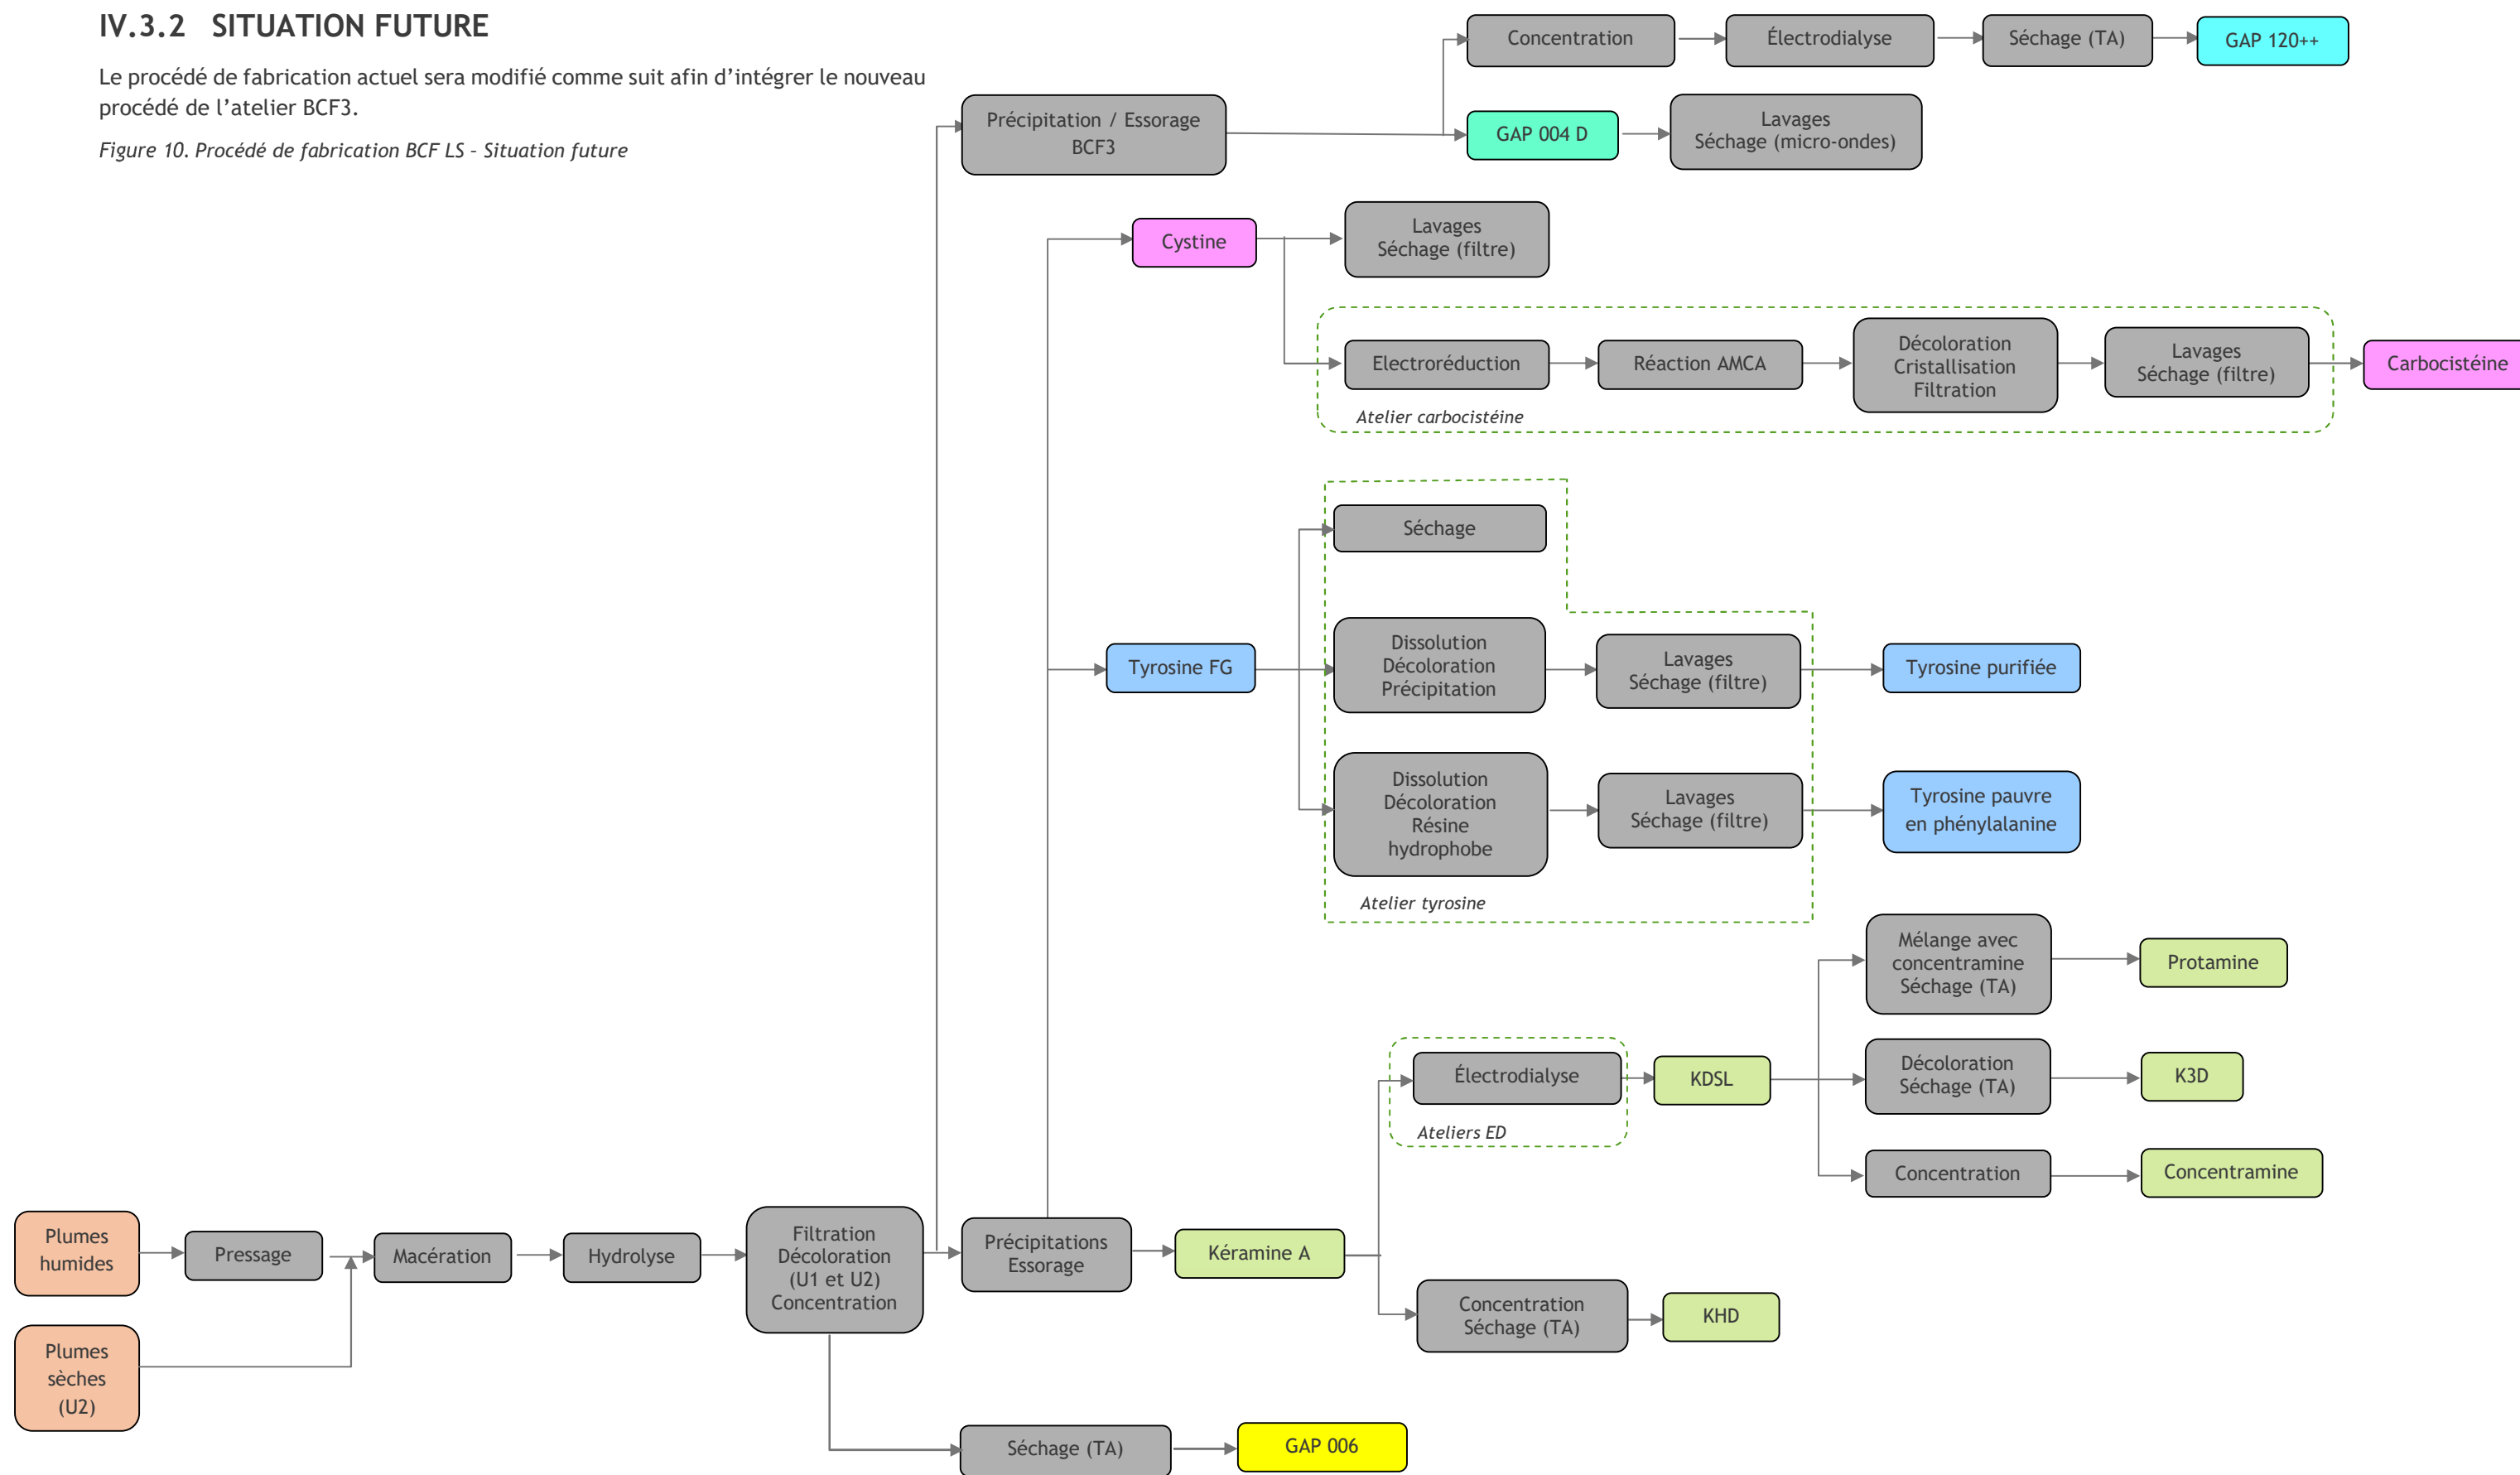 IV.3.2 SITUATION FUTURE
Le procédé de fabrication actuel sera modifié comme suit afin d’intégrer le nouveau
procédé de l’atelier BCF3.
Figure 10. Procédé de fabrication BCF LS – Situation future
Concentration
Électrodialyse
Séchage (TA)
GAP 120++
Précipitation / Essorage
BCF3
GAP 004 D
Lavages
Séchage (micro-ondes)
Cystine
Lavages
Séchage (filtre)
Electroréduction
Réaction AMCA
Décoloration
Cristallisation
Filtration
Lavages
Séchage (filtre)
Carbocistéine
Atelier carbocistéine
Séchage
Tyrosine FG
Dissolution
Décoloration
Précipitation
Lavages
Séchage (filtre)
Tyrosine purifiée
Dissolution
Décoloration
Résine
hydrophobe
Lavages
Séchage (filtre)
Tyrosine pauvre
en phénylalanine
Atelier tyrosine
Mélange avec
concentramine
Séchage (TA)
Protamine
Électrodialyse
KDSL
Décoloration
Séchage (TA)
K3D
Ateliers ED
Concentration
Concentramine
Plumes
humides
Pressage
Macération
Hydrolyse
Filtration
Décoloration
(U1 et U2)
Concentration
Précipitations
Essorage
Kéramine A
Concentration
Séchage (TA)
KHD
Plumes
sèches
(U2)
Séchage (TA)
GAP 006